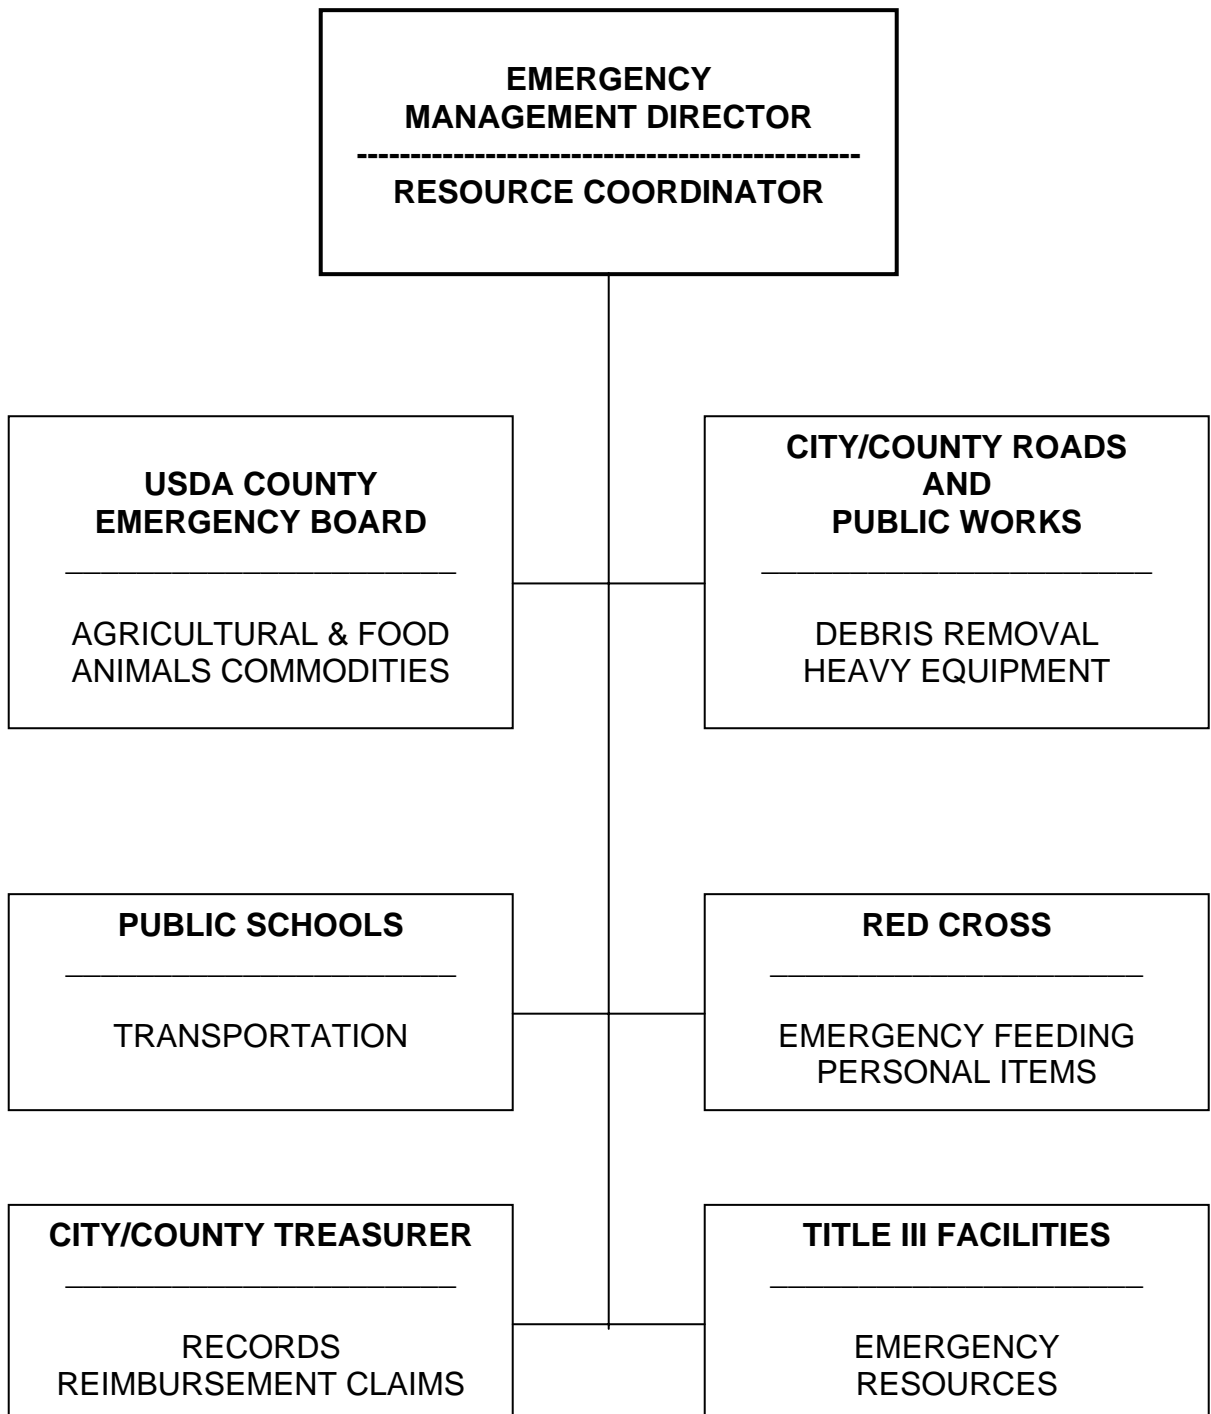 EMERGENCY
MANAGEMENT DIRECTOR
-----------------------------------------------
RESOURCE COORDINATOR
USDA COUNTY
EMERGENCY BOARD
AGRICULTURAL & FOOD
ANIMALS COMMODITIES
CITY/COUNTY ROADS
AND
PUBLIC WORKS
DEBRIS REMOVAL
HEAVY EQUIPMENT
PUBLIC SCHOOLS
TRANSPORTATION
RED CROSS
EMERGENCY FEEDING
PERSONAL ITEMS
CITY/COUNTY TREASURER
RECORDS
REIMBURSEMENT CLAIMS
TITLE III FACILITIES
EMERGENCY
RESOURCES